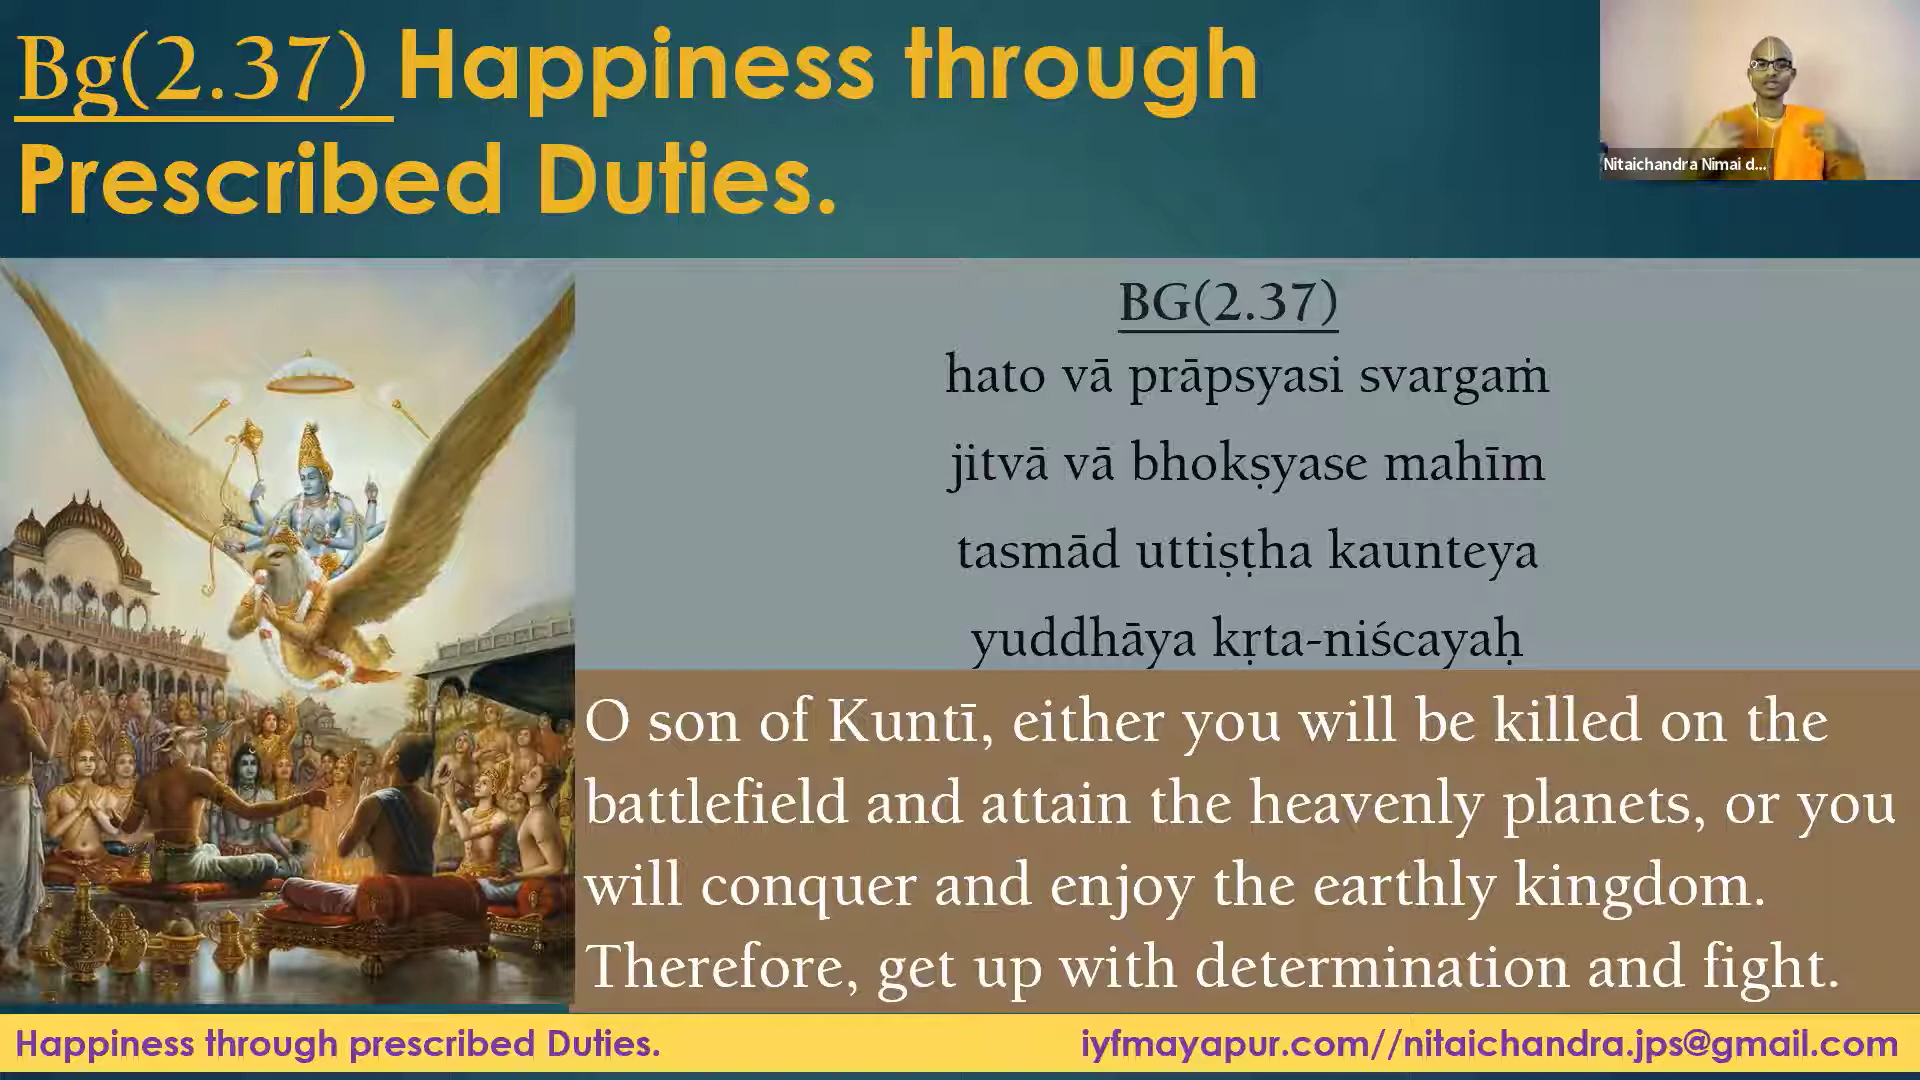 Bg(2.37) Happiness through
Prescribed Duties.
Nitaichandra Nimai d...
BG(2.37)
hato vā prāpsyasi svargaṁ
jitvā vā bhokṣyase mahīm
tasmād uttiṣṭha kaunteya
yuddhāya kṛta-niścayaḥ
O son of Kuntī, either you will be killed on the
battlefield and attain the heavenly planets, or you
will conquer and enjoy the earthly kingdom.
Therefore, get up with determination and fight.
Happiness through prescribed Duties.
iyfmayapur.com//nitaichandra.jps@gmail.com